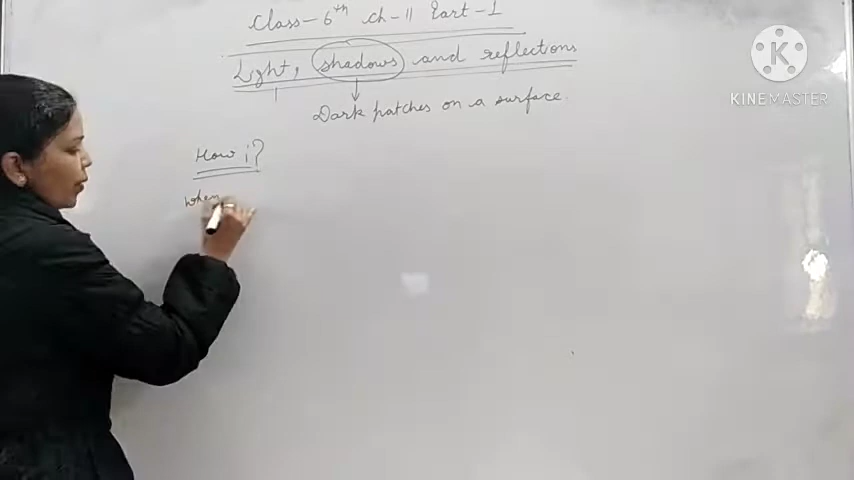 Class-6th Ch-11 Part-1
Light, shadows and reflections
Dark patches on a surface.
How i?
when
KINEMASTER